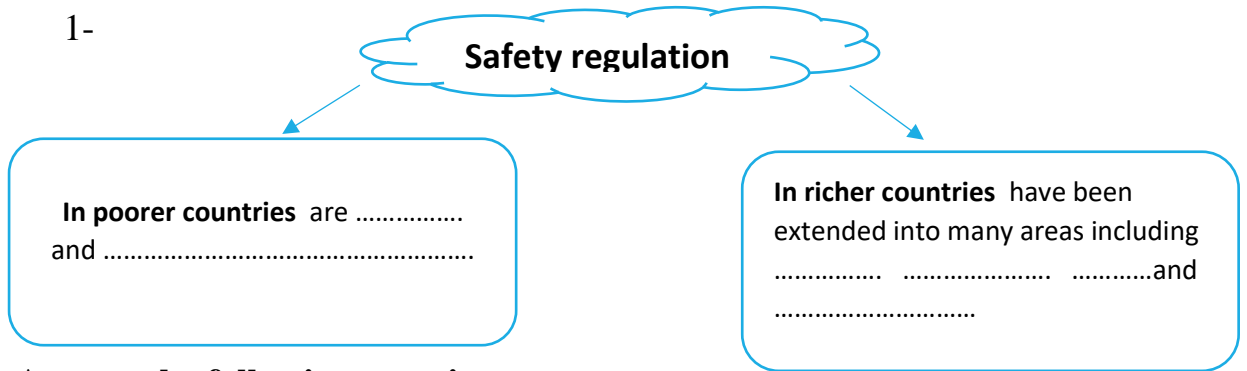 1-
Safety regulation
In poorer countries are …………….
and ……………………………………………….
In richer countries have been
extended into many areas including
……………. …………………. …………and
…………………………